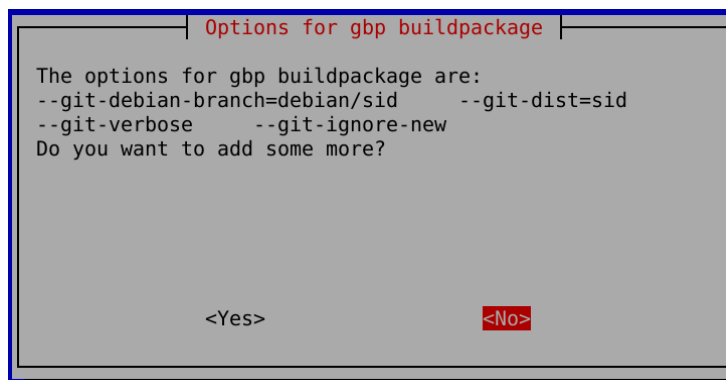 Options for gbp buildpackage
The options for gbp buildpackage are:
--git-debian-branch=debian/sid --git-dist=sid
--git-verbose --git-ignore-new
Do you want to add some more?
<Yes> <No>